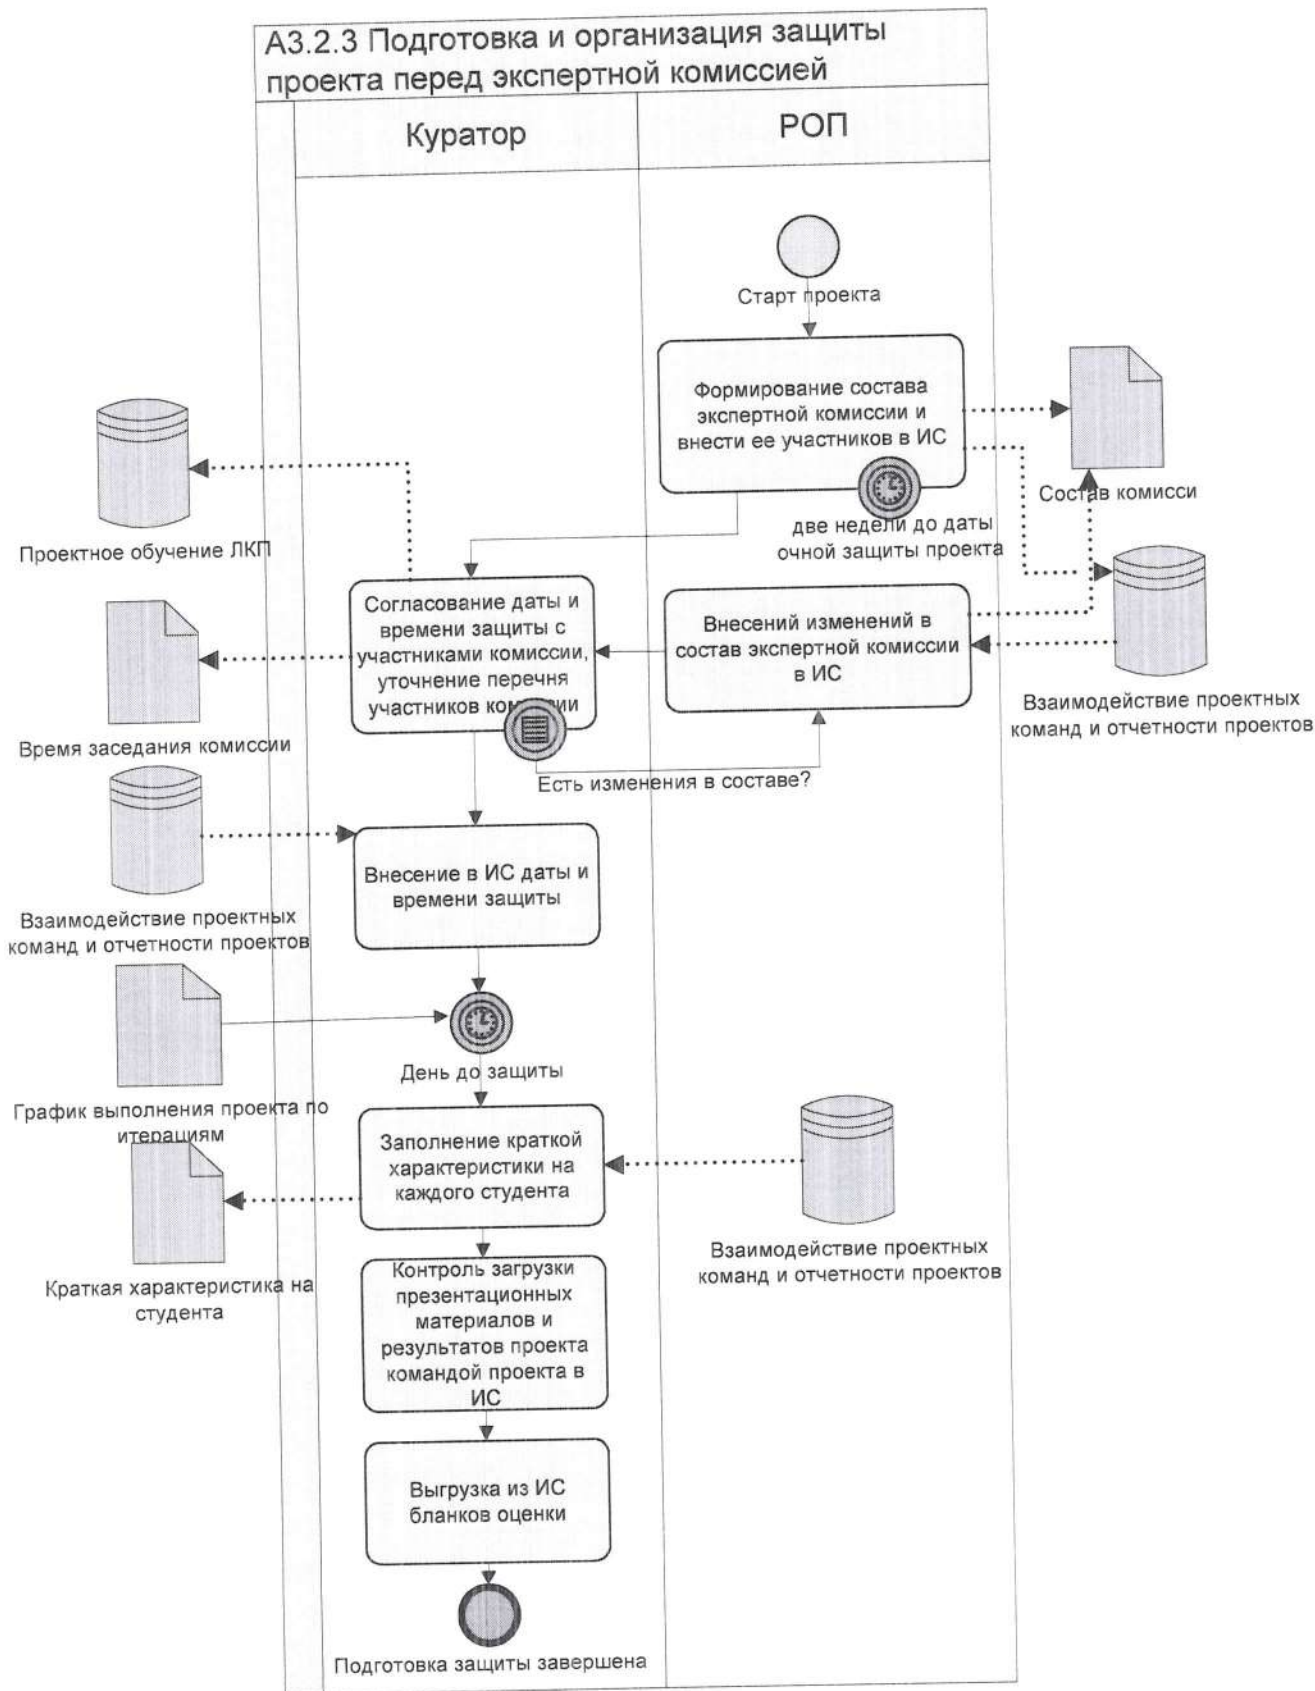 А3.2.3 Подготовка и организация защиты
проекта перед экспертной комиссией
Куратор
РОП
Старт проекта
Формирование состава
экспертной комиссии и
внести ее участников в ИС
Состав комисси
две недели до даты
очной защиты проекта
Проектное обучение ЛКП
Согласование даты и
времени защиты с
участниками комиссии,
уточнение перечня
участников комиссии
Внесений изменений в
состав экспертной комиссии
в ИС
Взаимодействие проектных
команд и отчетности проектов
Время заседания комиссии
Есть изменения в составе?
Внесение в ИС даты и
времени защиты
Взаимодействие проектных
команд и отчетности проектов
День до защиты
График выполнения проекта по
итерациям
Заполнение краткой
характеристики на
каждого студента
Взаимодействие проектных
команд и отчетности проектов
Краткая характеристика на
студента
Контроль загрузки
презентационных
материалов и
результатов проекта
командой проекта в
ИС
Выгрузка из ИС
бланков оценки
Подготовка защиты завершена